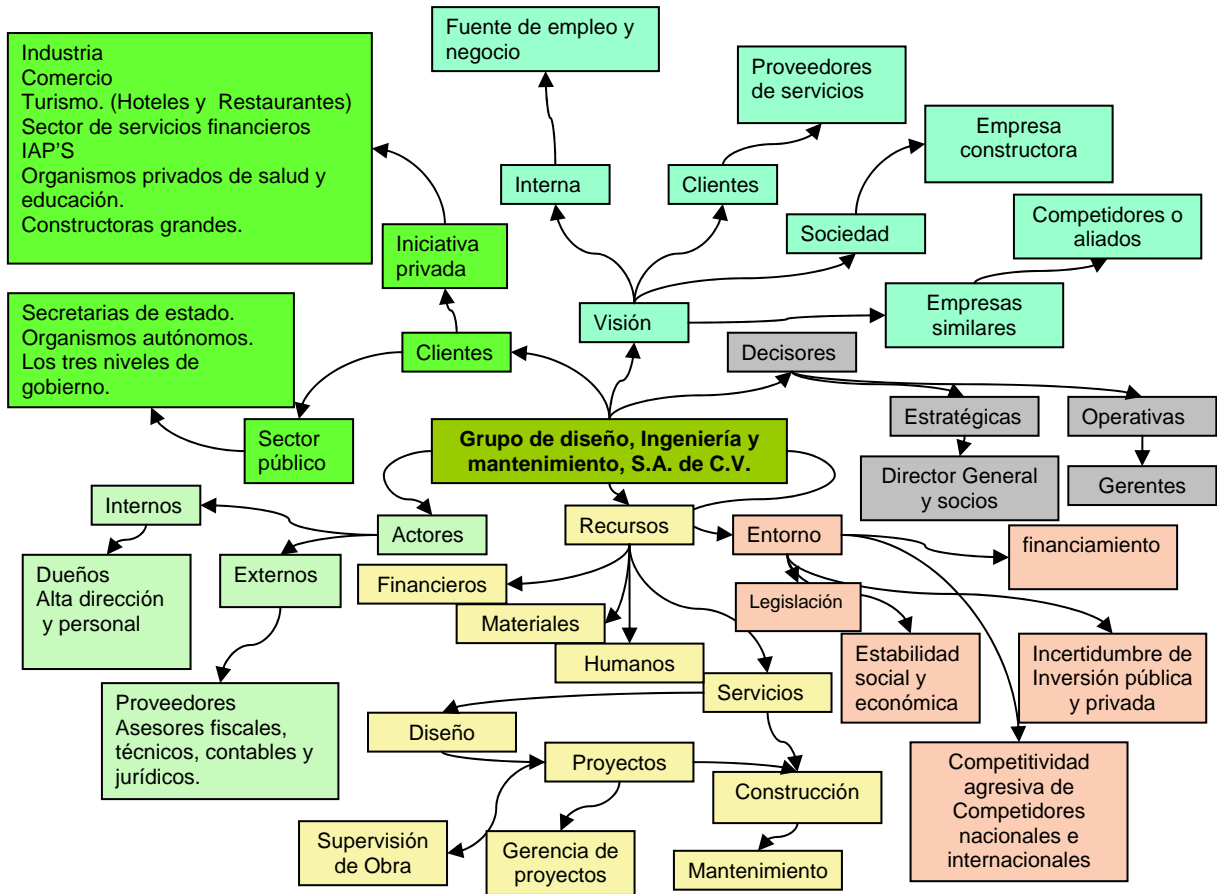 Fuente de empleo y
negocio
Industria
Comercio
Turismo. (Hoteles y Restaurantes)
Sector de servicios financieros
IAP'S
Organismos privados de salud y
educación.
Constructoras grandes.
Proveedores
de servicios
Empresa
constructora
Interna
Clientes
Sociedad
Competidores o
aliados
Iniciativa
privada
Secretarias de estado.
Organismos autónomos.
Los tres niveles de
gobierno.
Visión
Empresas
similares
Clientes
Decisores
Sector
público
Grupo de diseño, Ingeniería y
mantenimiento, S.A. de C.V.
Estratégicas
Operativas
Director General
y socios
Gerentes
Internos
Actores
Recursos
Entorno
financiamiento
Dueños
Alta dirección
y personal
Externos
Financieros
Materiales
Humanos
Servicios
Legislación
Estabilidad
social y
económica
Incertidumbre de
Inversión pública
y privada
Proveedores
Asesores fiscales,
técnicos, contables y
jurídicos.
Diseño
Proyectos
Construcción
Competitividad
agresiva de
Competidores
nacionales e
internacionales
Supervisión
de Obra
Gerencia de
proyectos
Mantenimiento